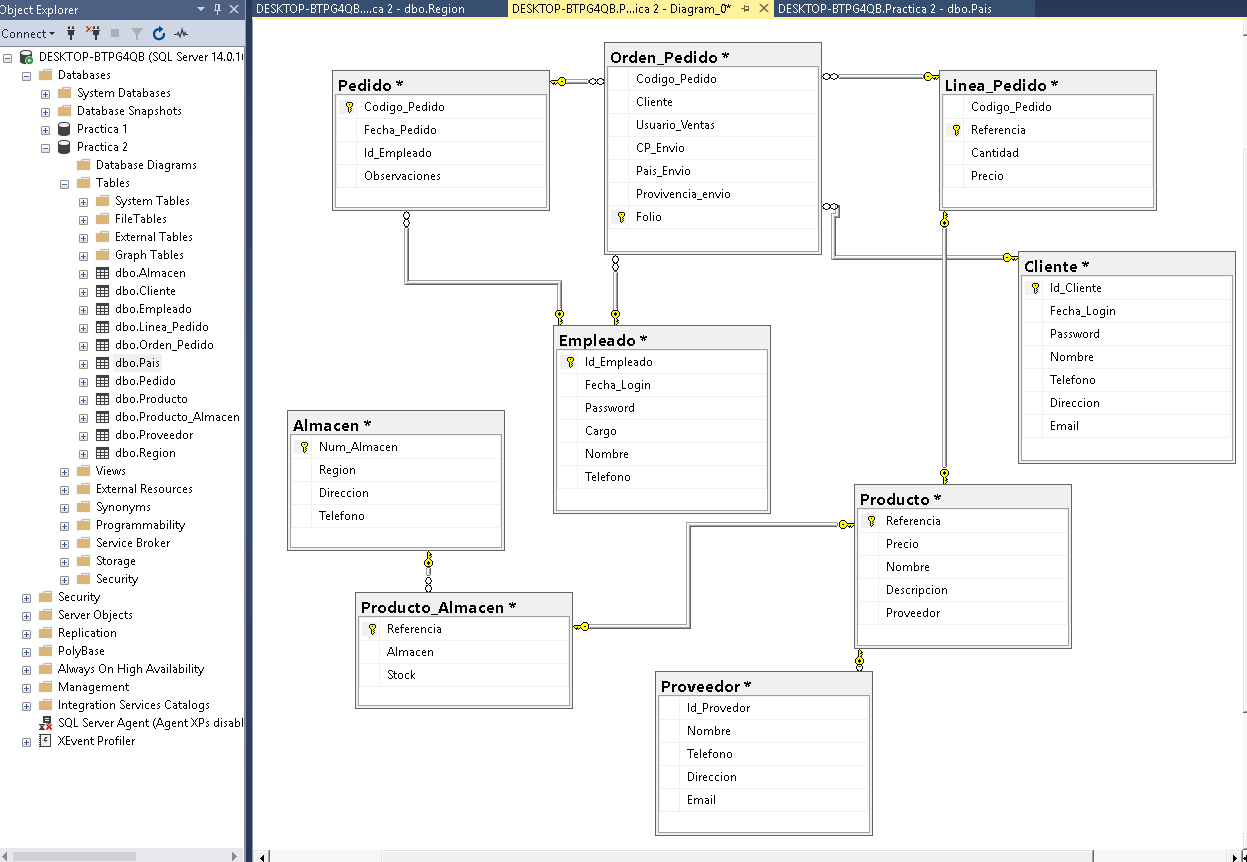 Object Explorer
Connect
DESKTOP-BTPG4QB (SQL Server 14.0.10
Databases
System Databases
Database Snapshots
Practica 1
Practica 2
Database Diagrams
Tables
System Tables
FileTables
External Tables
Graph Tables
dbo.Almacen
dbo.Cliente
dbo.Empleado
dbo.Linea_Pedido
dbo.Orden_Pedido
dbo.Pais
dbo.Pedido
dbo.Producto
dbo.Producto_Almacen
dbo.Proveedor
dbo.Region
Views
External Resources
Synonyms
Programmability
Service Broker
Storage
Security
Security
Server Objects
Replication
PolyBase
Always On High Availability
Management
Integration Services Catalogs
SQL Server Agent (Agent XPs disabl
XEvent Profiler
DESKTOP-BTPG4QB....ca 2 - dbo.Region
DESKTOP-BTPG4QB.P...ica 2 - Diagram_0*
DESKTOP-BTPG4QB.Practica 2 - dbo.Pais
Pedido *
Codigo_Pedido
Fecha_Pedido
Id_Empleado
Observaciones
Orden_Pedido *
Codigo_Pedido
Cliente
Usuario_Ventas
CP_Envio
Pais_Envio
Provivencia_envio
Folio
Linea_Pedido *
Codigo_Pedido
Referencia
Cantidad
Precio
Cliente *
Id_Cliente
Fecha_Login
Password
Nombre
Telefono
Direccion
Email
Empleado *
Id_Empleado
Fecha_Login
Password
Cargo
Nombre
Telefono
Almacen *
Num_Almacen
Region
Direccion
Telefono
Producto *
Referencia
Precio
Nombre
Descripcion
Proveedor
Producto_Almacen *
Referencia
Almacen
Stock
Proveedor *
Id_Provedor
Nombre
Telefono
Direccion
Email